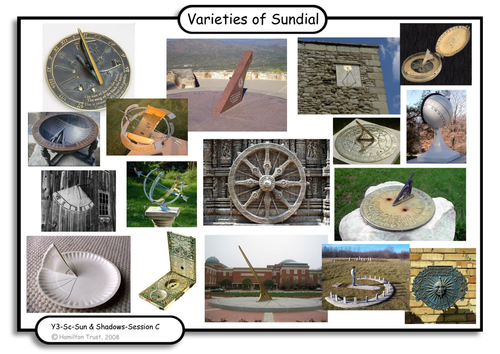 Varieties of Sundial
Y3-Sc-Sun & Shadows-Session C
© Hamilton Trust, 2008